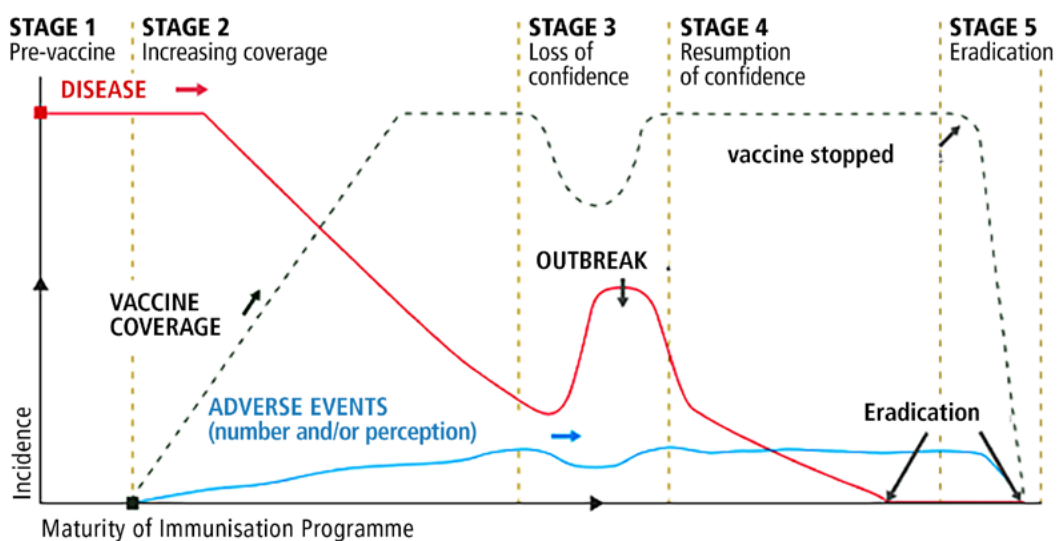 STAGE 1
Pre-vaccine
STAGE 2
Increasing coverage
STAGE 3
Loss of
confidence
STAGE 4
Resumption
of confidence
STAGE 5
Eradication
DISEASE
vaccine stopped
OUTBREAK
VACCINE
COVERAGE
ADVERSE EVENTS
(number and/or perception)
Eradication
Incidence
Maturity of Immunisation Programme